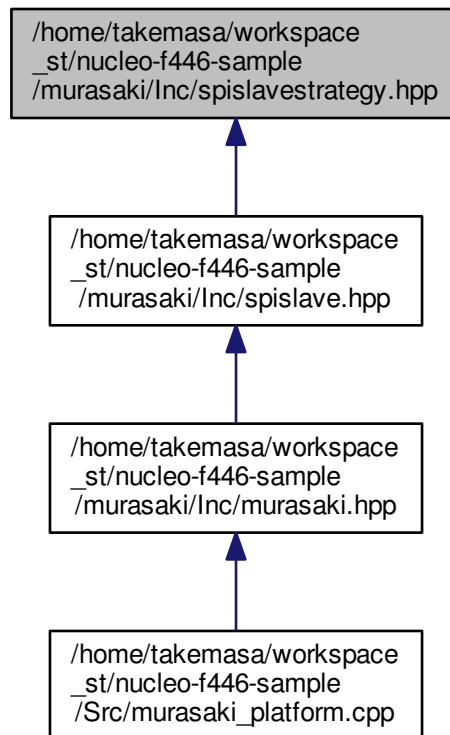 /home/takemasa/workspace
_st/nucleo-f446-sample
/murasaki/Inc/spislavestrategy.hpp
/home/takemasa/workspace
_st/nucleo-f446-sample
/murasaki/Inc/spislave.hpp
/home/takemasa/workspace
_st/nucleo-f446-sample
/murasaki/Inc/murasaki.hpp
/home/takemasa/workspace
_st/nucleo-f446-sample
/Src/murasaki_platform.cpp